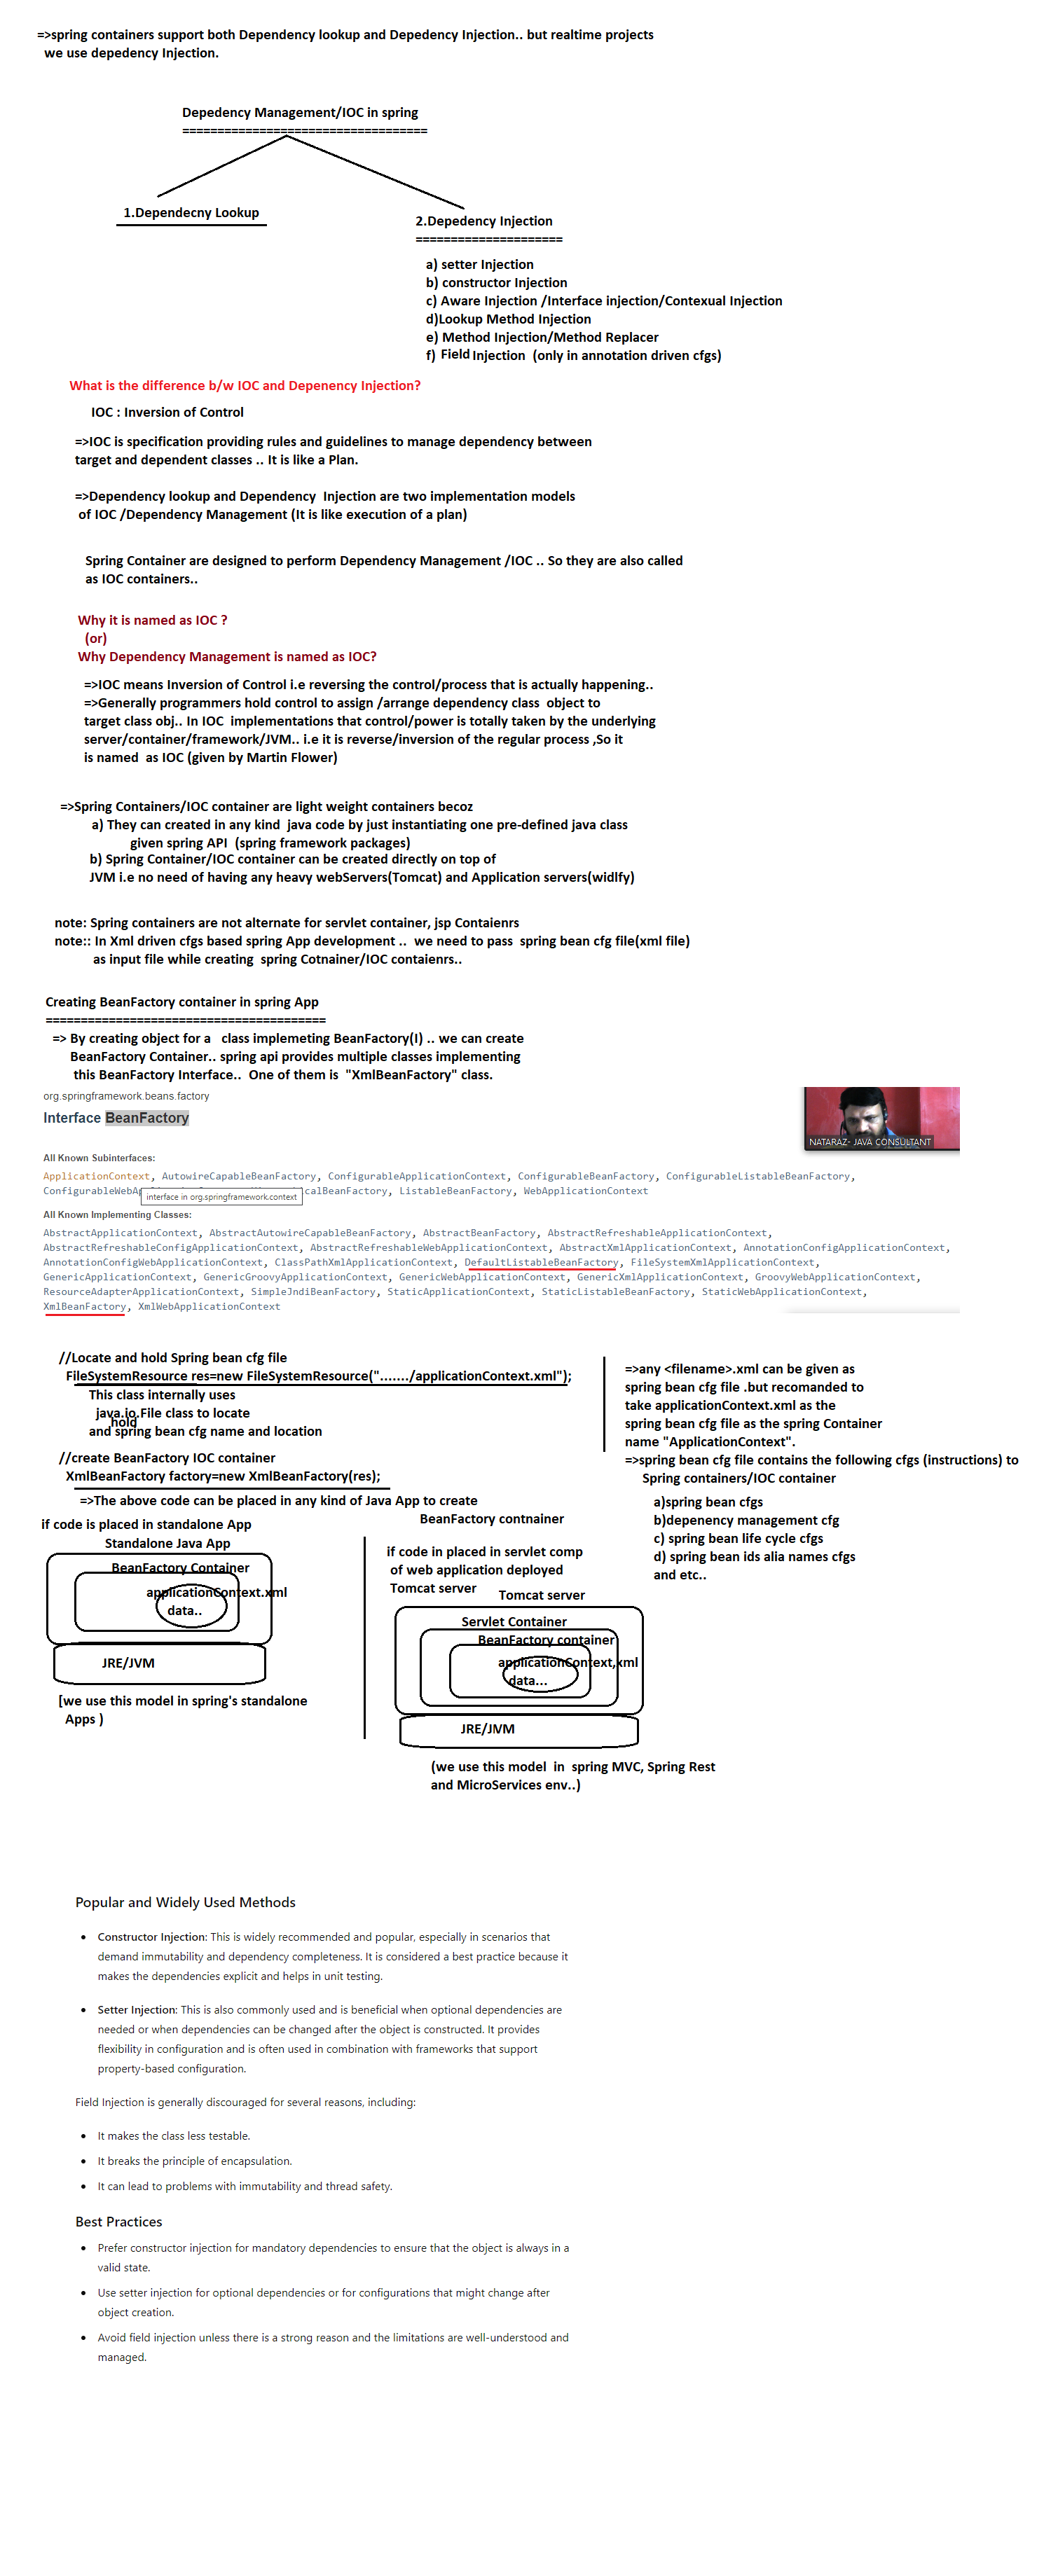 =>spring containers support both Dependency lookup and Depedency Injection.. but realtime projects
we use depedency Injection.
Depedency Management/IOC in spring
===================================
1.Dependecny Lookup
2.Depedency Injection
=====================
a) setter Injection
b) constructor Injection
c) Aware Injection /Interface injection/Contexual Injection
d)Lookup Method Injection
e) Method Injection/Method Replacer
f) Field Injection (only in annotation driven cfgs)
What is the difference b/w IOC and Depenency Injection?
IOC : Inversion of Control
=>IOC is specification providing rules and guidelines to manage dependency between
target and dependent classes .. It is like a Plan.
=>Dependency lookup and Dependency Injection are two implementation models
of IOC /Dependency Management (It is like execution of a plan)
Spring Container are designed to perform Dependency Management /IOC .. So they are also called
as IOC containers..
Why it is named as IOC ?
(or)
Why Dependency Management is named as IOC?
=>IOC means Inversion of Control i.e reversing the control/process that is actually happening..
=>Generally programmers hold control to assign /arrange dependency class object to
target class obj.. In IOC implementations that control/power is totally taken by the underlying
server/container/framework/JVM.. i.e it is reverse/inversion of the regular process ,So it
is named as IOC (given by Martin Flower)
=>Spring Containers/IOC container are light weight containers becoz
a) They can created in any kind java code by just instantiating one pre-defined java class
given spring API (spring framework packages)
b) Spring Container/IOC container can be created directly on top of
JVM i.e no need of having any heavy webServers(Tomcat) and Application servers(widlfy)
note: Spring containers are not alternate for servlet container, jsp Contaienrs
note:: In Xml driven cfgs based spring App development .. we need to pass spring bean cfg file(xml file)
as input file while creating spring Cotnainer/IOC contaienrs..
Creating BeanFactory container in spring App
========================================
=> By creating object for a class implemeting BeanFactory(I) .. we can create
BeanFactory Container.. spring api provides multiple classes implementing
this BeanFactory Interface.. One of them is "XmlBeanFactory" class.
org.springframework.beans.factory
Interface BeanFactory
NATARAZ- JAVA CONSULTANT
All Known Subinterfaces:
ApplicationContext, AutowireCapableBeanFactory, ConfigurableApplicationContext, ConfigurableBeanFactory, ConfigurableListableBeanFactory,
ConfigurableWebAp calBeanFactory, ListableBeanFactory, WebApplicationContext
interface in org.springframework.context
All Known Implementing Classes:
AbstractApplicationContext, AbstractAutowireCapableBeanFactory, AbstractBeanFactory, AbstractRefreshableApplicationContext,
AbstractRefreshableConfigApplicationContext, AbstractRefreshableWebApplicationContext, AbstractXmlApplicationContext, AnnotationConfigApplicationContext,
AnnotationConfigWebApplicationContext, ClassPathXmlApplicationContext, DefaultListableBeanFactory, FileSystemXmlApplicationContext,
GenericApplicationContext, GenericGroovyApplicationContext, GenericWebApplicationContext, GenericXmlApplicationContext, GroovyWebApplicationContext,
ResourceAdapterApplicationContext, SimpleJndiBeanFactory, StaticApplicationContext, StaticListableBeanFactory, StaticWebApplicationContext,
XmlBeanFactory, XmlWebApplicationContext
//Locate and hold Spring bean cfg file
FileSystemResource res=new FileSystemResource("......./applicationContext.xml");
This class internally uses
java.io.File class to locate
hold
and spring bean cfg name and location
//create BeanFactory IOC container
XmlBeanFactory factory=new XmlBeanFactory(res);
=>The above code can be placed in any kind of Java App to create
BeanFactory contnainer
=>any <filename>.xml can be given as
spring bean cfg file .but recomanded to
take applicationContext.xml as the
spring bean cfg file as the spring Container
name "ApplicationContext".
=>spring bean cfg file contains the following cfgs (instructions) to
Spring containers/IOC container
a)spring bean cfgs
b)depenency management cfg
c) spring bean life cycle cfgs
d) spring bean ids alia names cfgs
and etc..
if code is placed in standalone App
Standalone Java App
BeanFactory Container
applicationContext.xml
data..
JRE/JVM
[we use this model in spring's standalone
Apps )
if code in placed in servlet comp
of web application deployed
Tomcat server
Tomcat server
Servlet Container
BeanFactory container
applicationContext,xml
data...
JRE/JVM
(we use this model in spring MVC, Spring Rest
and MicroServices env..)
Popular and Widely Used Methods
• Constructor Injection: This is widely recommended and popular, especially in scenarios that
demand immutability and dependency completeness. It is considered a best practice because it
makes the dependencies explicit and helps in unit testing.
• Setter Injection: This is also commonly used and is beneficial when optional dependencies are
needed or when dependencies can be changed after the object is constructed. It provides
flexibility in configuration and is often used in combination with frameworks that support
property-based configuration.
Field Injection is generally discouraged for several reasons, including:
• It makes the class less testable.
• It breaks the principle of encapsulation.
• It can lead to problems with immutability and thread safety.
Best Practices
• Prefer constructor injection for mandatory dependencies to ensure that the object is always in a
valid state.
• Use setter injection for optional dependencies or for configurations that might change after
object creation.
• Avoid field injection unless there is a strong reason and the limitations are well-understood and
managed.